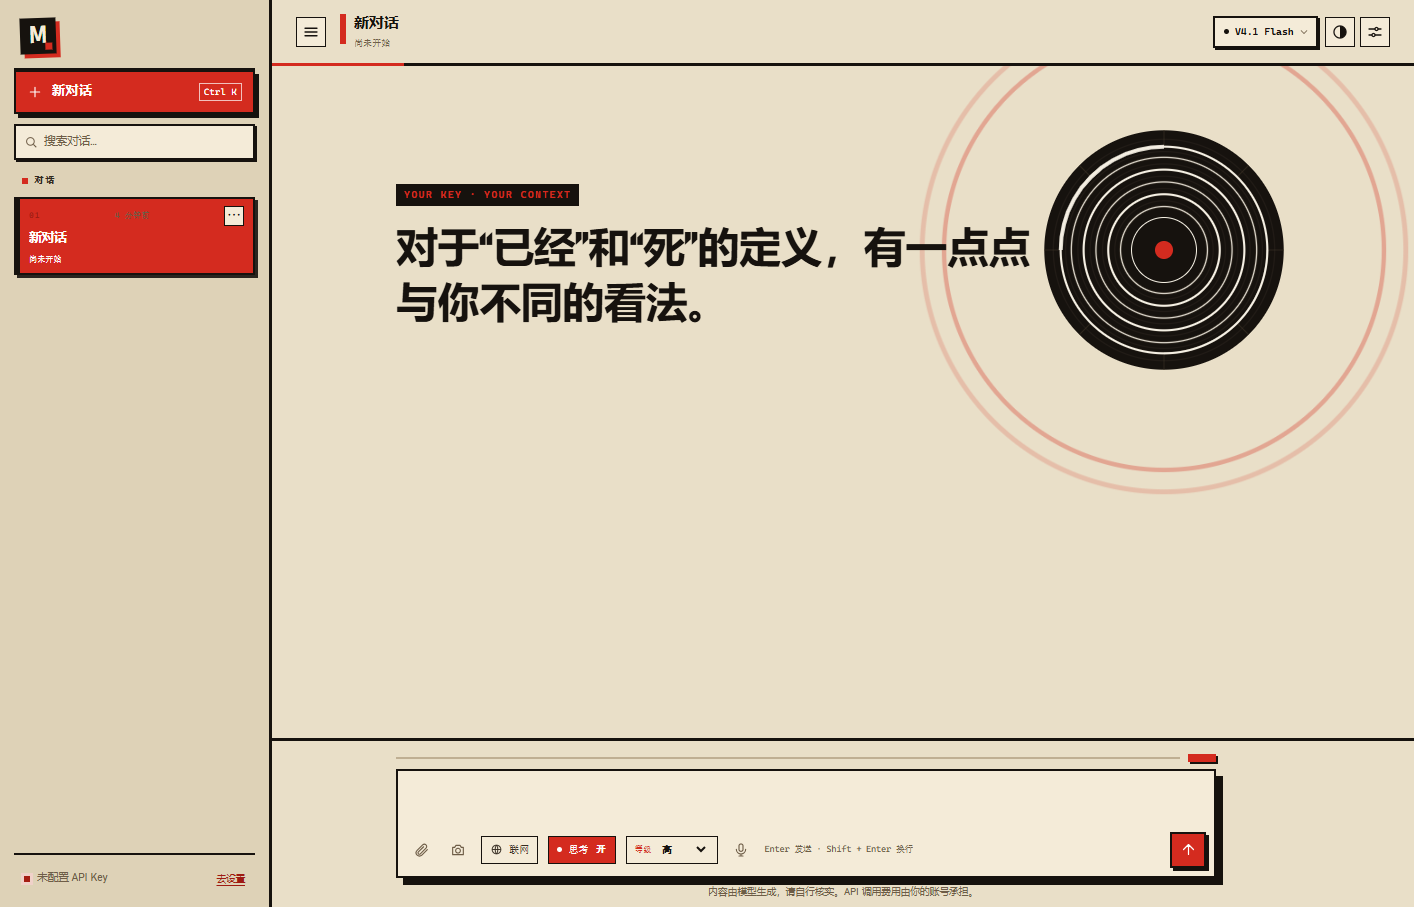 M
新对话
Ctrl K
搜索对话…
对话
01
新对话
尚未开始
未配置 API Key
去设置
新对话
尚未开始
V4.1 Flash
YOUR KEY · YOUR CONTEXT
对于“已经”和“死”的定义，有一点点
与你不同的看法。
联网
思考 开
等级 高
Enter 发送 · Shift + Enter 换行
内容由模型生成，请自行核实。API 调用费用由你的账号承担。